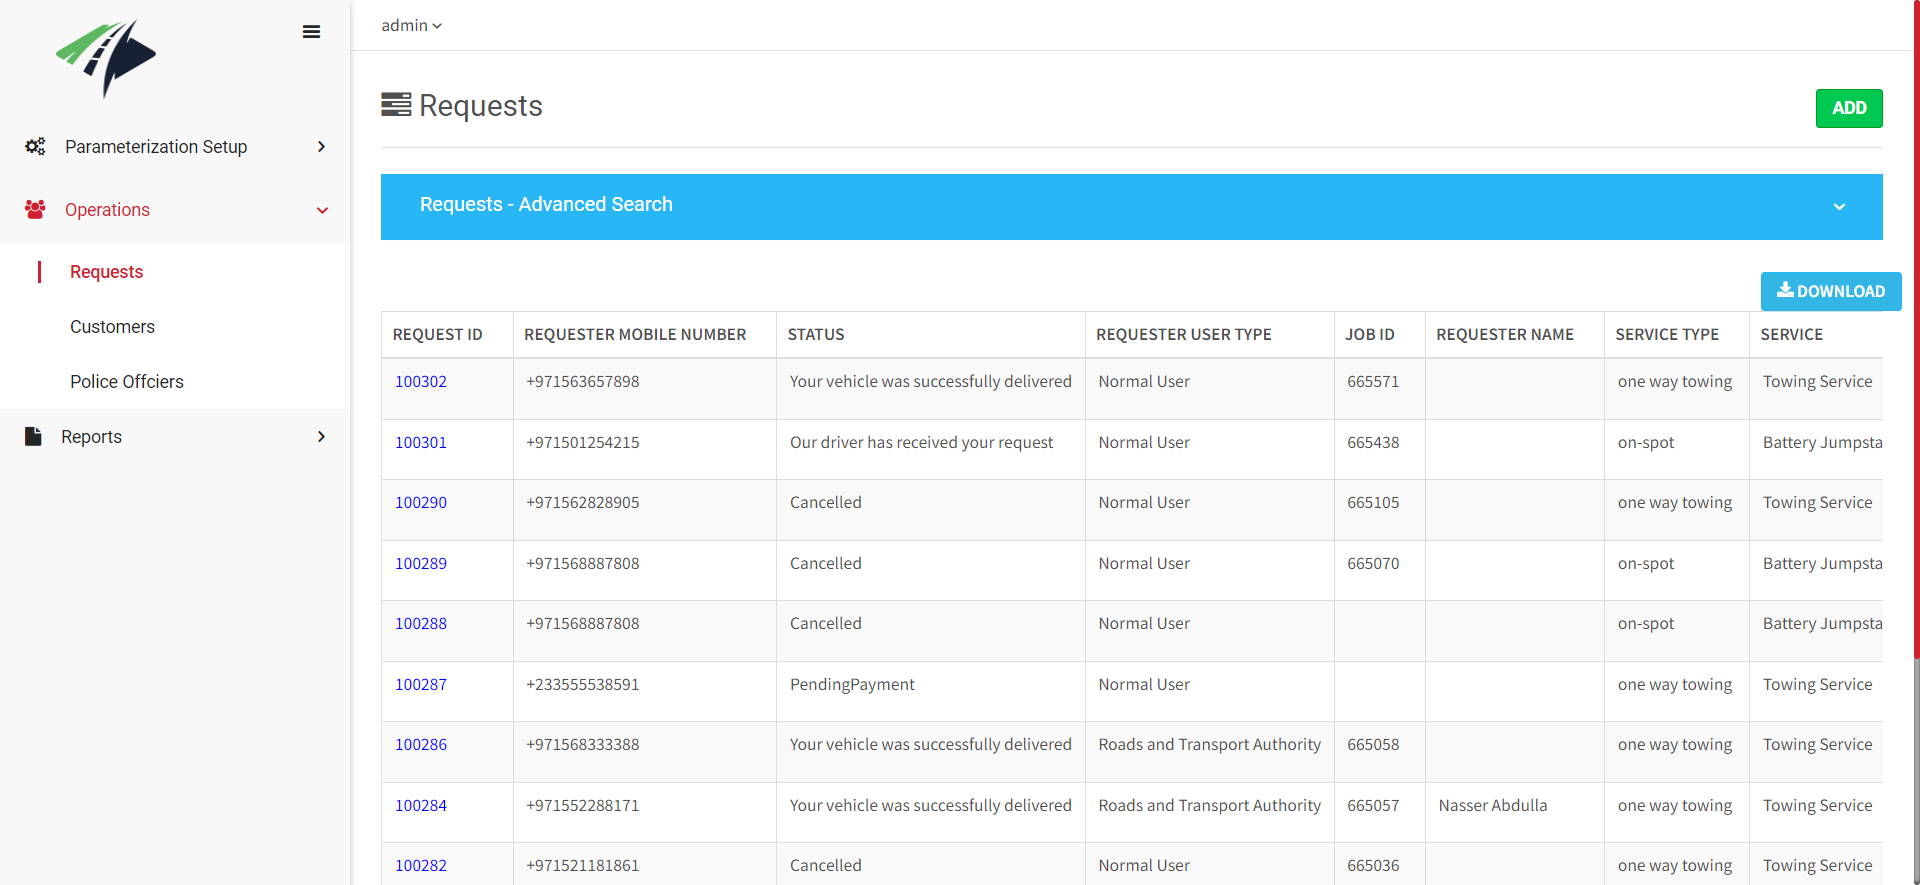 admin
Requests
ADD
Parameterization Setup
Operations
Requests
Customers
Police Offciers
Reports
Requests - Advanced Search
DOWNLOAD
REQUEST ID REQUESTER MOBILE NUMBER STATUS REQUESTER USER TYPE JOB ID REQUESTER NAME SERVICE TYPE SERVICE
100302 +971563657898 Your vehicle was successfully delivered Normal User 665571 one way towing Towing Service
100301 +971501254215 Our driver has received your request Normal User 665438 on-spot Battery Jumpsta
100290 +971562828905 Cancelled Normal User 665105 one way towing Towing Service
100289 +971568887808 Cancelled Normal User 665070 on-spot Battery Jumpsta
100288 +971568887808 Cancelled Normal User on-spot Battery Jumpsta
100287 +233555538591 PendingPayment Normal User one way towing Towing Service
100286 +971568333388 Your vehicle was successfully delivered Roads and Transport Authority 665058 one way towing Towing Service
100284 +971552288171 Your vehicle was successfully delivered Roads and Transport Authority 665057 Nasser Abdulla one way towing Towing Service
100282 +971521181861 Cancelled Normal User 665036 one way towing Towing Service